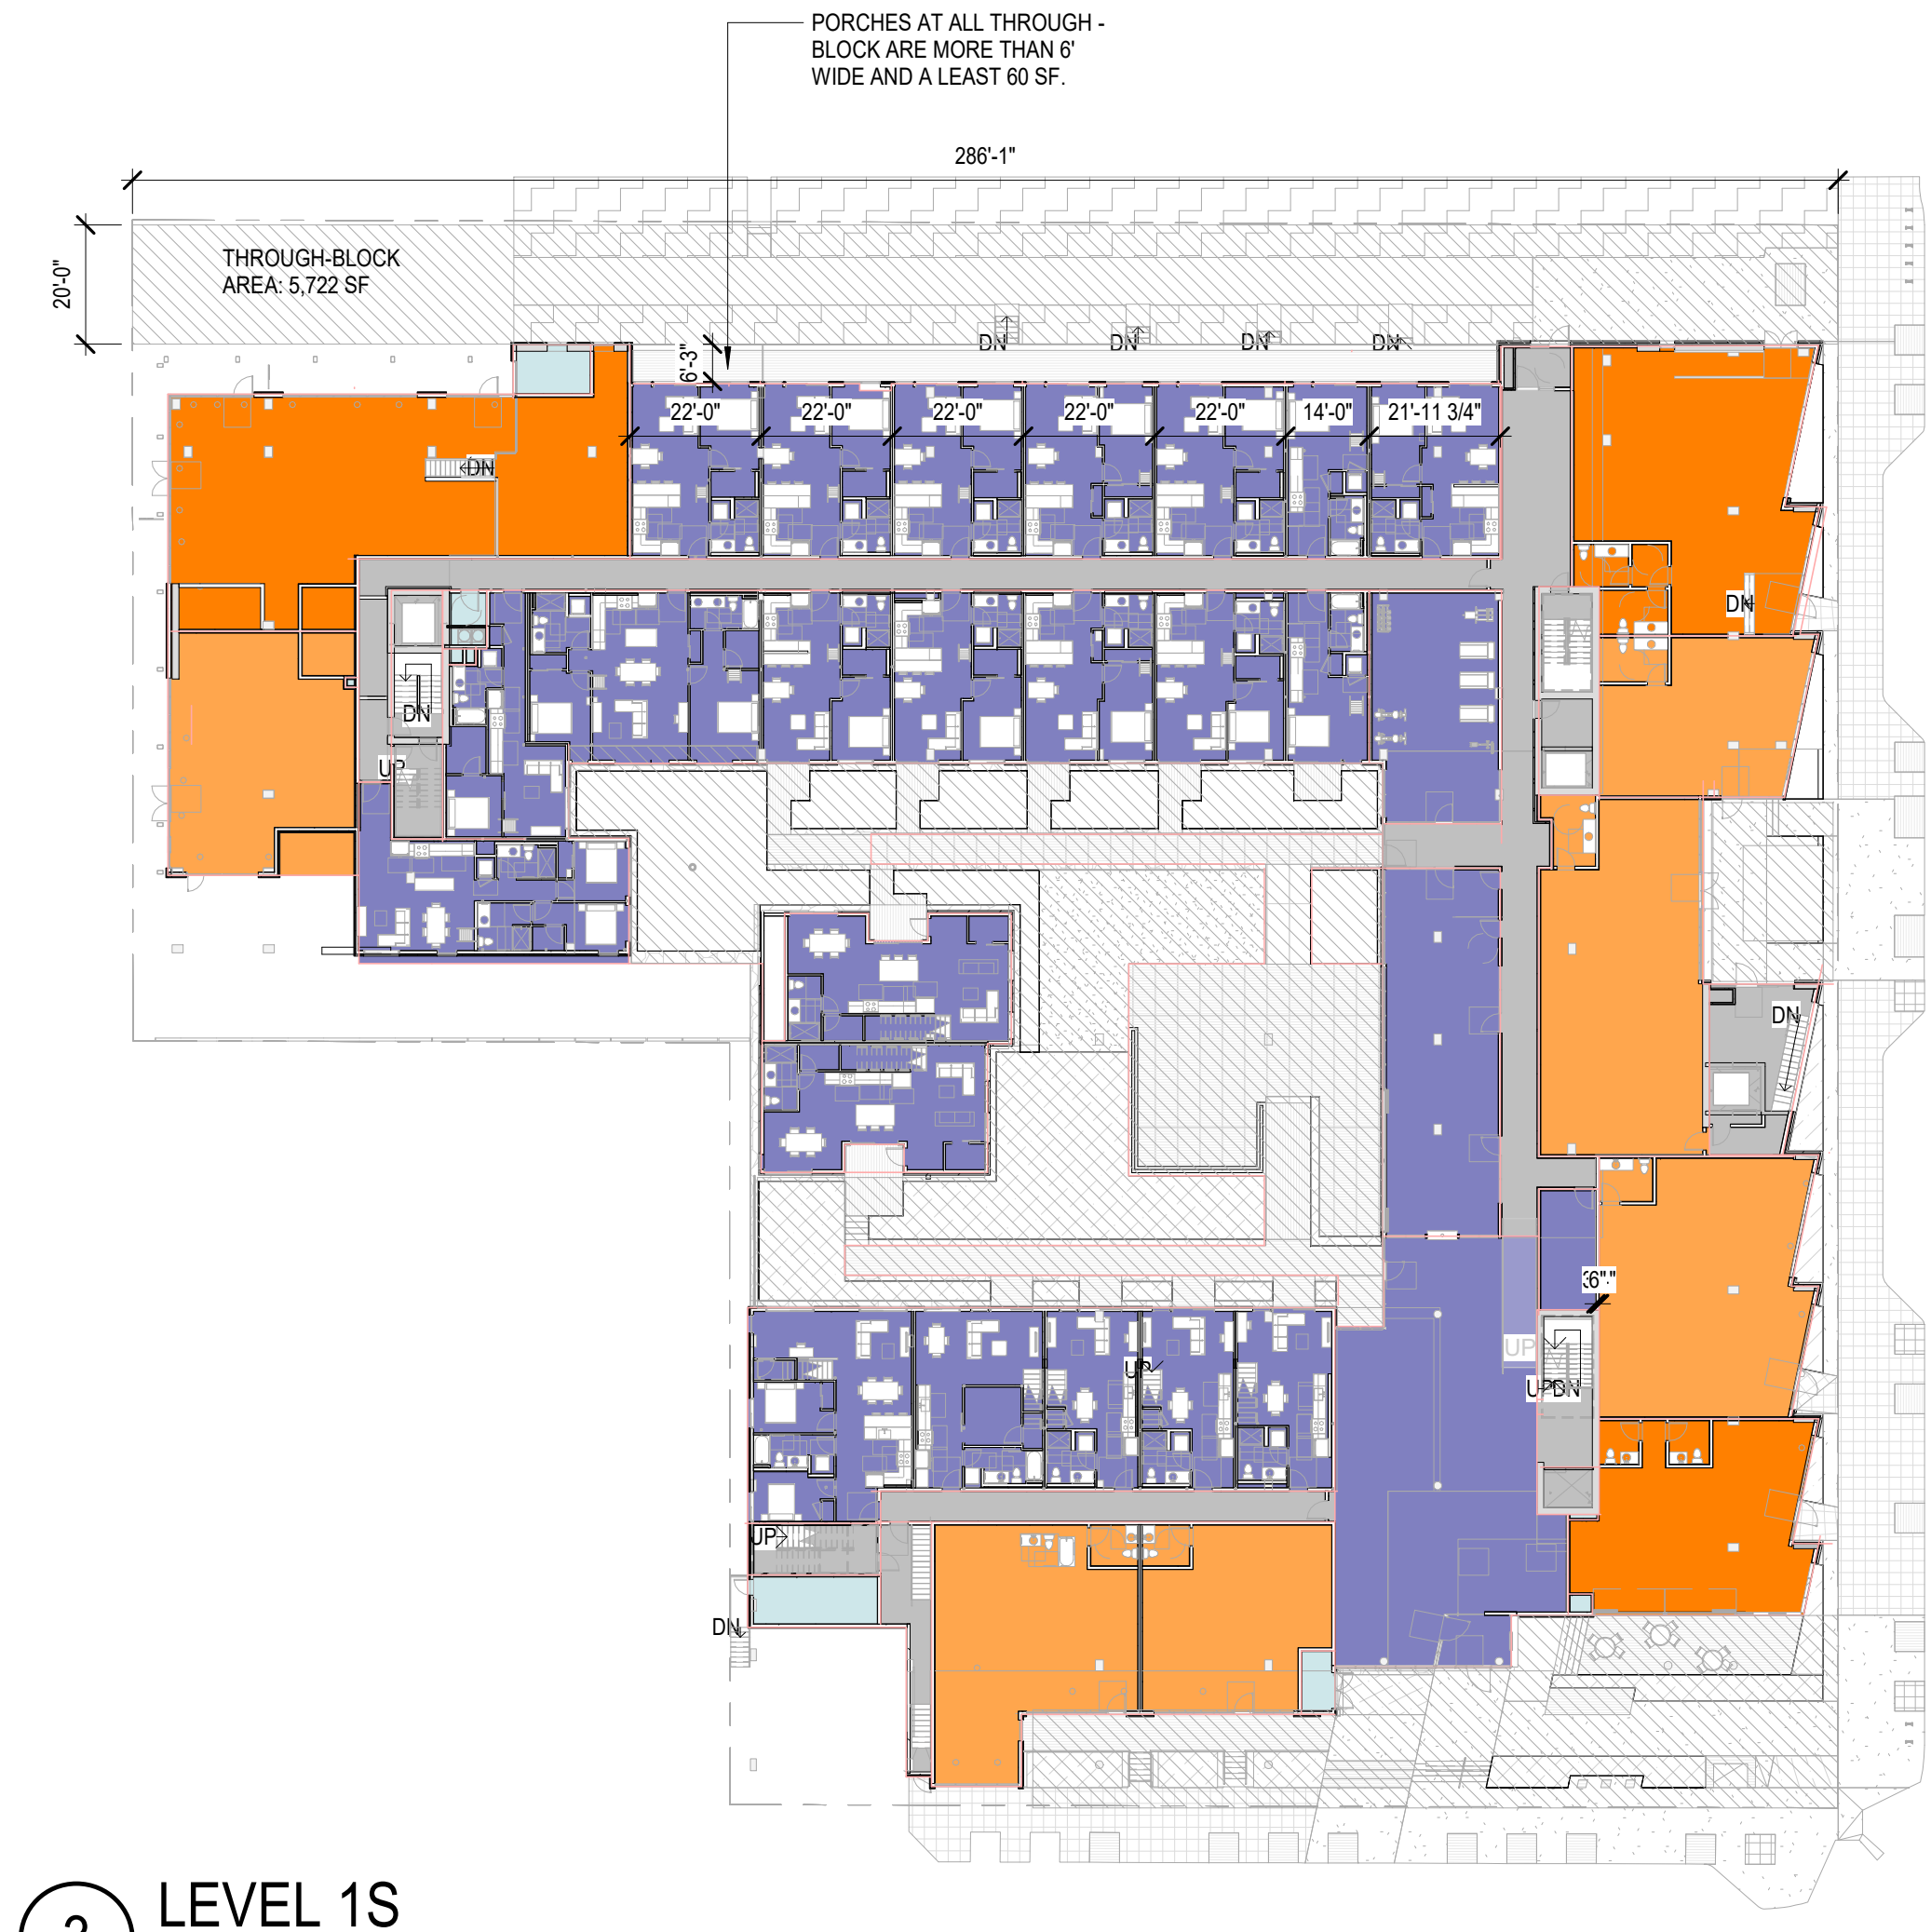 PORCHES AT ALL THROUGH -
BLOCK ARE MORE THAN 6'
WIDE AND A LEAST 60 SF.
286'-1"
20'-0"
THROUGH-BLOCK
AREA: 5,722 SF
DN DN DN DN
6'-3"
22'-0" 22'-0" 22'-0" 22'-0" 22'-0" 14'-0" 21'-11 3/4"
DN
DN
DN
UP
DN
UP
UP
UPDN
UP
DN
2
LEVEL 1S